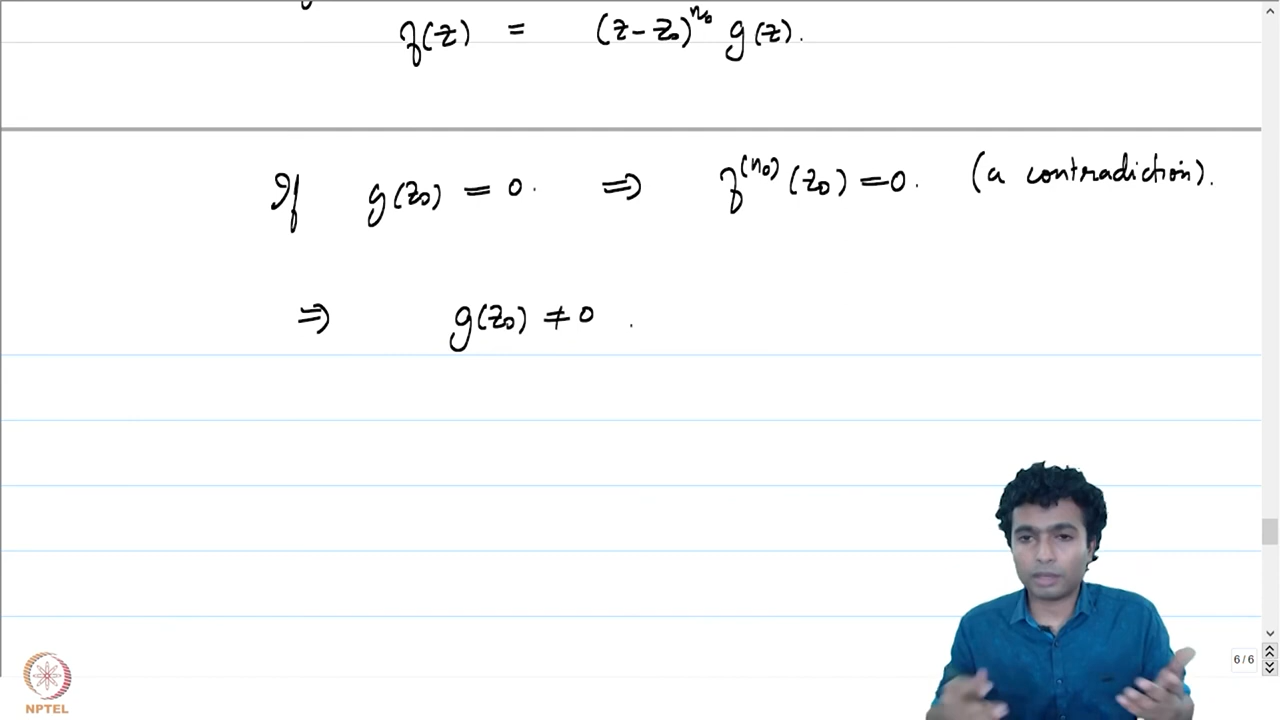 f(z) = (z-z₀)^{n₀} g(z).
If g(z₀) = 0. ⇒ f^{(n₀)}(z₀) = 0. (a contradiction).
⇒ g(z₀) ≠ 0.
6 / 6
NPTEL